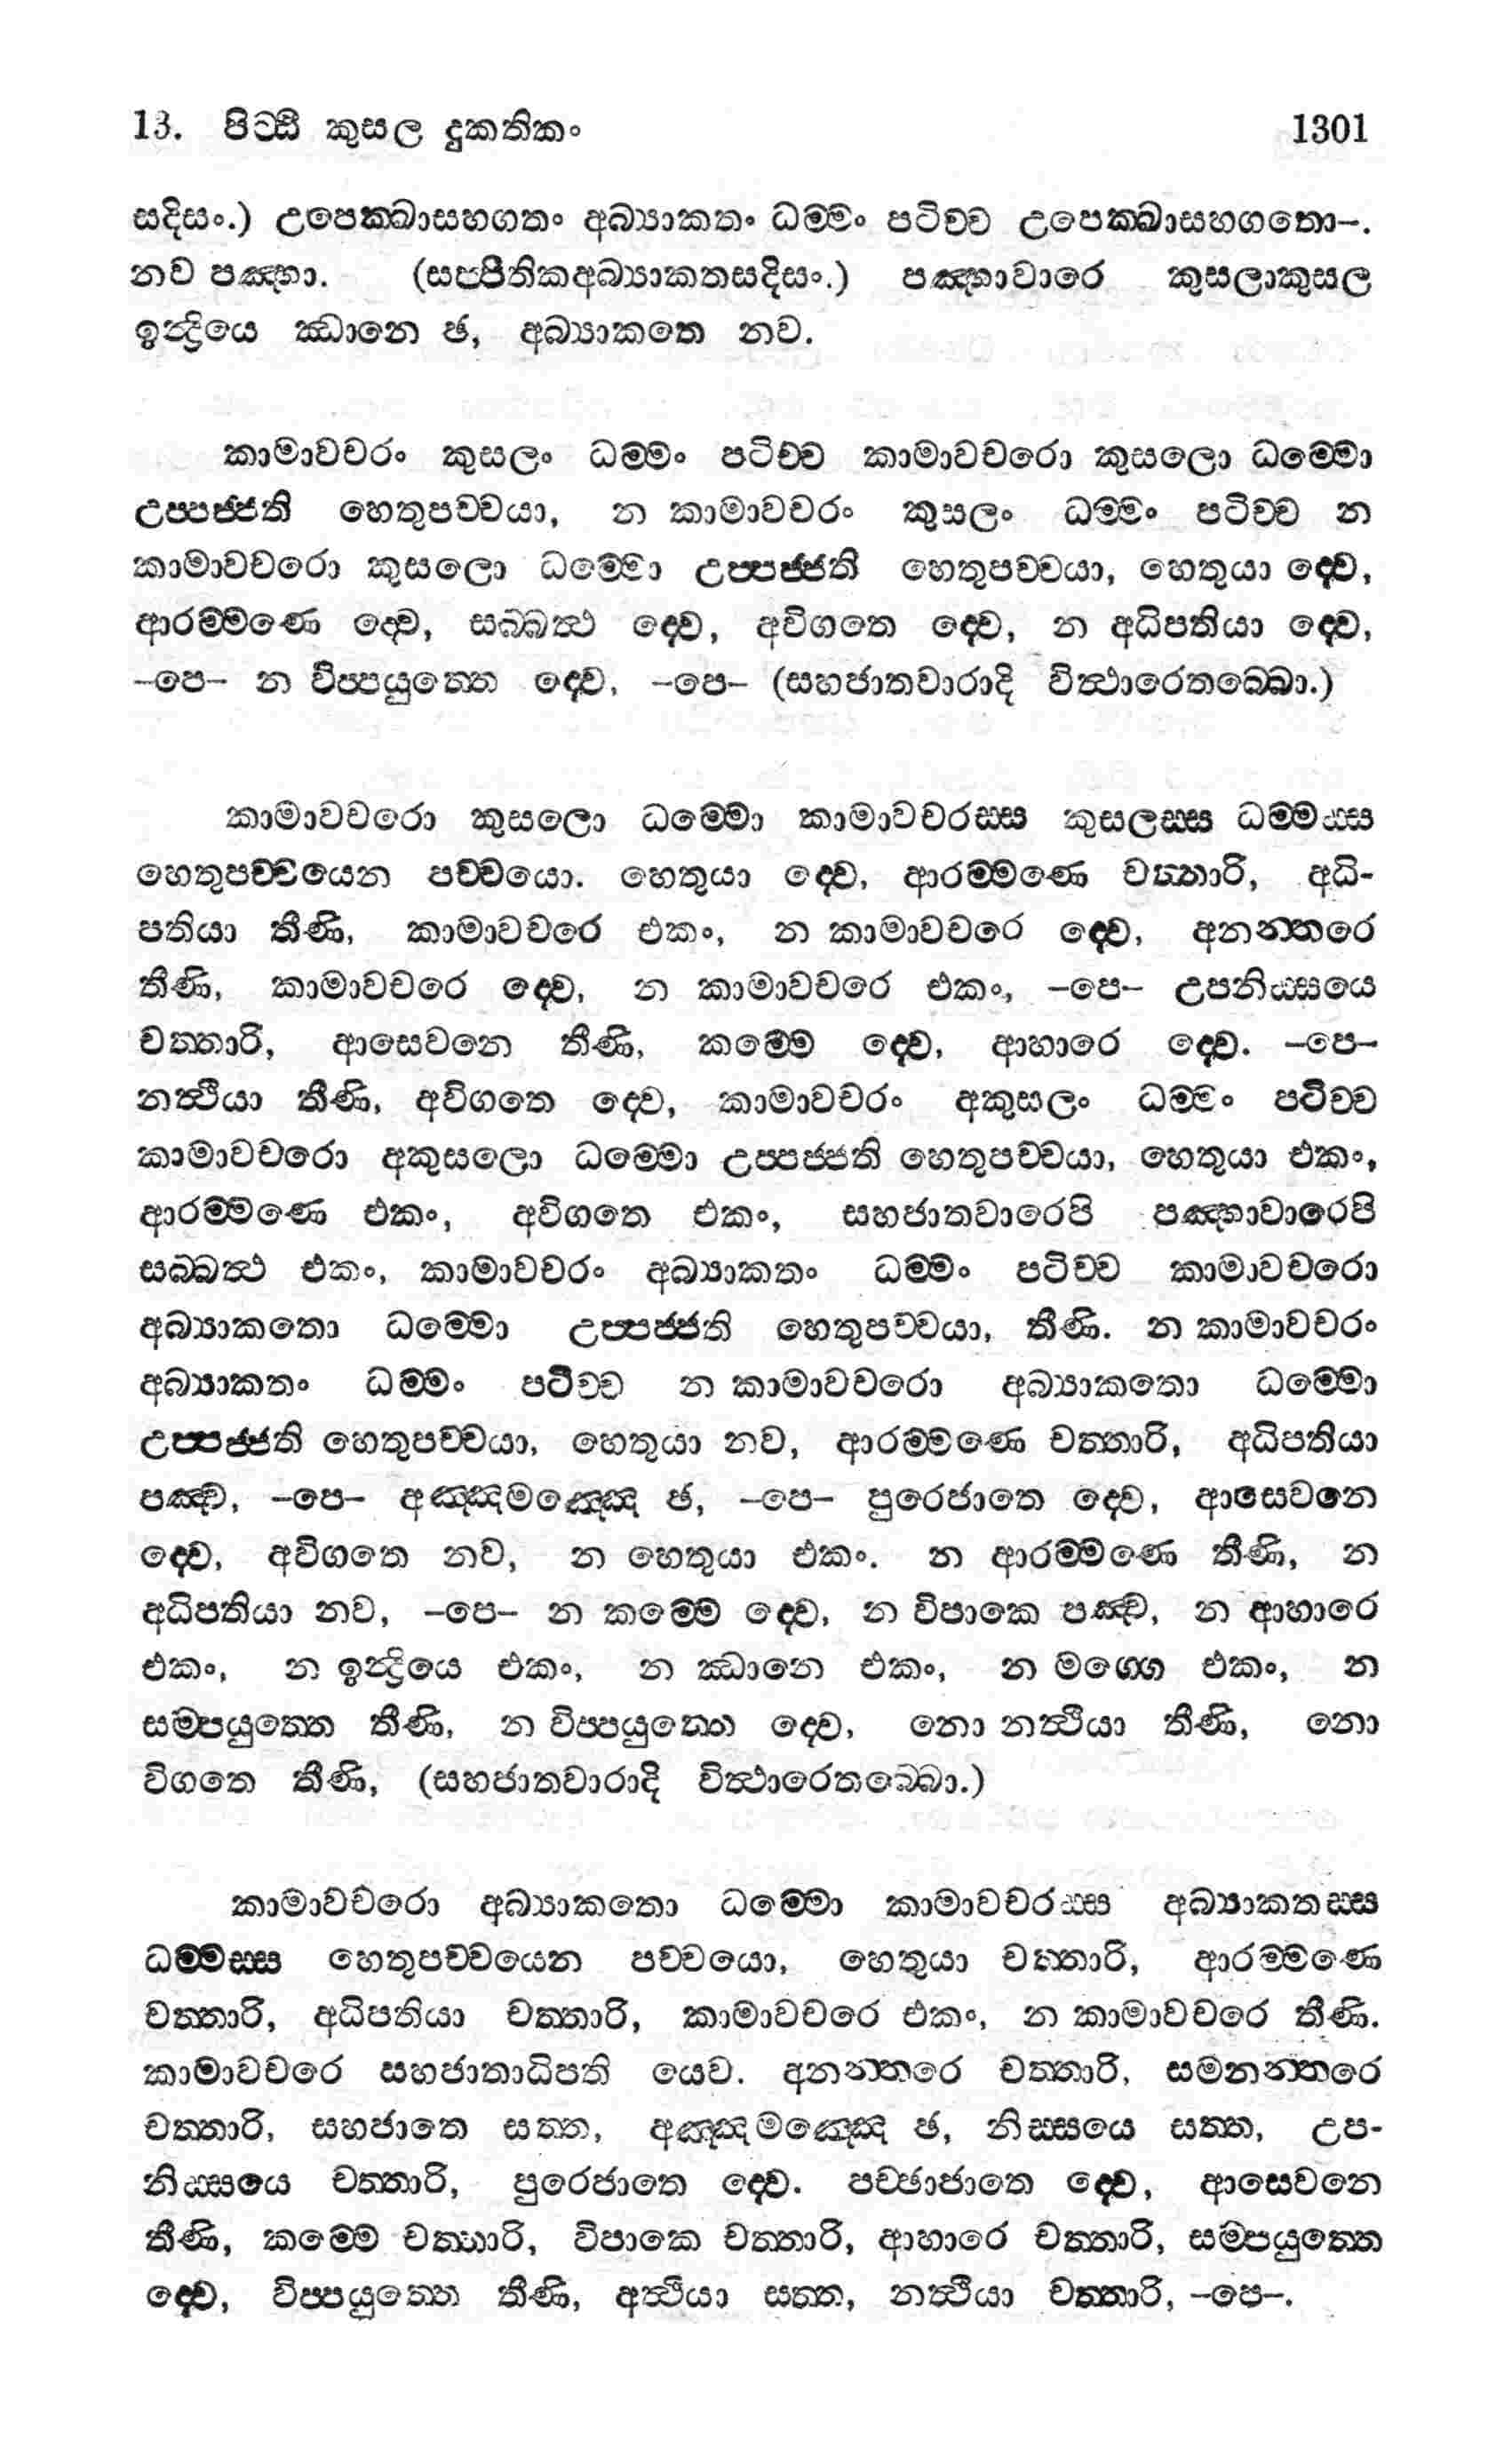 13. පිට්ඨි කුසල දුකතිකං 1301
සදිසං.) උපෙක්ඛාසහගතං අබ්‍යාකතං ධම්මං පටිච්ච උපෙක්ඛාසහගතො–.
නව පඤ්හා. (සප්පීතිකඅබ්‍යාකතසදිසං.) පඤ්හාවාරෙ කුසලාකුසල
ඉන්ද්‍රියෙ ඣානෙ ඡ, අබ්‍යාකතෙ නව.
කාමාවචරං කුසලං ධම්මං පටිච්ච කාමාවචරො කුසලො ධම්මො
උප්පජ්ජති හෙතුපච්චයා, න කාමාවචරං කුසලං ධම්මං පටිච්ච න
කාමාවචරො කුසලො ධම්මො උප්පජ්ජති හෙතුපච්චයා, හෙතුයා ද්වෙ,
ආරම්මණෙ ද්වෙ, සබ්බත්ථ ද්වෙ, අවිගතෙ ද්වෙ, න අධිපතියා ද්වෙ,
–පෙ– න විප්පයුත්තෙ ද්වෙ, –පෙ– (සහජාතවාරාදි විත්ථාරෙතබ්බො.)
කාමාවචරො කුසලො ධම්මො කාමාවචරස්ස කුසලස්ස ධම්මස්ස
හෙතුපච්චයෙන පච්චයො. හෙතුයා ද්වෙ, ආරම්මණෙ චත්තාරි, අධි-
පතියා තීණි, කාමාවචරෙ එකං, න කාමාවචරෙ ද්වෙ, අනන්තරෙ
තීණි, කාමාවචරෙ ද්වෙ, න කාමාවචරෙ එකං, –පෙ– උපනිස්සයෙ
චත්තාරි, ආසෙවනෙ තීණි, කම්මෙ ද්වෙ, ආහාරෙ ද්වෙ. –පෙ–
නත්ථියා තීණි, අවිගතෙ ද්වෙ, කාමාවචරං අකුසලං ධම්මං පටිච්ච
කාමාවචරො අකුසලො ධම්මො උප්පජ්ජති හෙතුපච්චයා, හෙතුයා එකං,
ආරම්මණෙ එකං, අවිගතෙ එකං, සහජාතවාරෙපි පඤ්හාවාරෙපි
සබ්බත්ථ එකං, කාමාවචරං අබ්‍යාකතං ධම්මං පටිච්ච කාමාවචරො
අබ්‍යාකතො ධම්මො උප්පජ්ජති හෙතුපච්චයා, තීණි. න කාමාවචරං
අබ්‍යාකතං ධම්මං පටිච්ච න කාමාවචරො අබ්‍යාකතො ධම්මො
උප්පජ්ජති හෙතුපච්චයා, හෙතුයා නව, ආරම්මණෙ චත්තාරි, අධිපතියා
පඤ්ච, –පෙ– අඤ්ඤමඤ්ඤෙ ඡ, –පෙ– පුරෙජාතෙ ද්වෙ, ආසෙවනෙ
ද්වෙ, අවිගතෙ නව, න හෙතුයා එකං. න ආරම්මණෙ තීණි, න
අධිපතියා නව, –පෙ– න කම්මෙ ද්වෙ, න විපාකෙ පඤ්ච, න ආහාරෙ
එකං, න ඉන්ද්‍රියෙ එකං, න ඣානෙ එකං, න මග්ගෙ එකං, න
සම්පයුත්තෙ තීණි, න විප්පයුත්තෙ ද්වෙ, නො නත්ථියා තීණි, නො
විගතෙ තීණි, (සහජාතවාරාදි විත්ථාරෙතබ්බො.)
කාමාවචරො අබ්‍යාකතො ධම්මො කාමාවචරස්ස අබ්‍යාකතස්ස
ධම්මස්ස හෙතුපච්චයෙන පච්චයො, හෙතුයා චත්තාරි, ආරම්මණෙ
චත්තාරි, අධිපතියා චත්තාරි, කාමාවචරෙ එකං, න කාමාවචරෙ තීණි.
කාමාවචරෙ සහජාතාධිපති යෙව. අනන්තරෙ චත්තාරි, සමනන්තරෙ
චත්තාරි, සහජාතෙ සත්ත, අඤ්ඤමඤ්ඤෙ ඡ, නිස්සයෙ සත්ත, උප-
නිස්සයෙ චත්තාරි, පුරෙජාතෙ ද්වෙ. පච්ඡාජාතෙ ද්වෙ, ආසෙවනෙ
තීණි, කම්මෙ චත්තාරි, විපාකෙ චත්තාරි, ආහාරෙ චත්තාරි, සම්පයුත්තෙ
ද්වෙ, විප්පයුත්තෙ තීණි, අත්ථියා සත්ත, නත්ථියා චත්තාරි, –පෙ–.